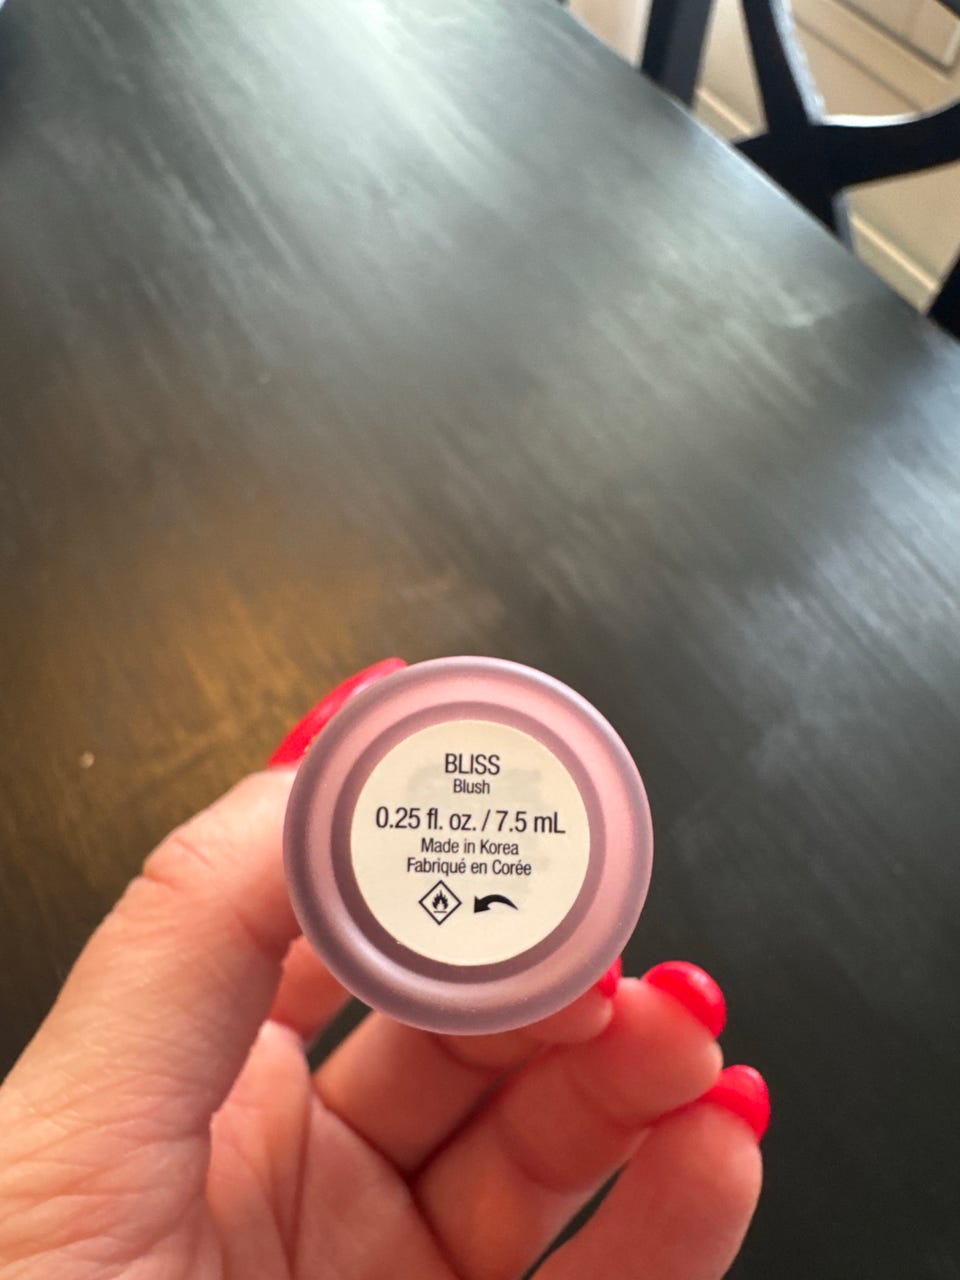 BLISS
Blush
0.25 fl. oz. / 7.5 mL
Made in Korea
Fabriqué en Corée